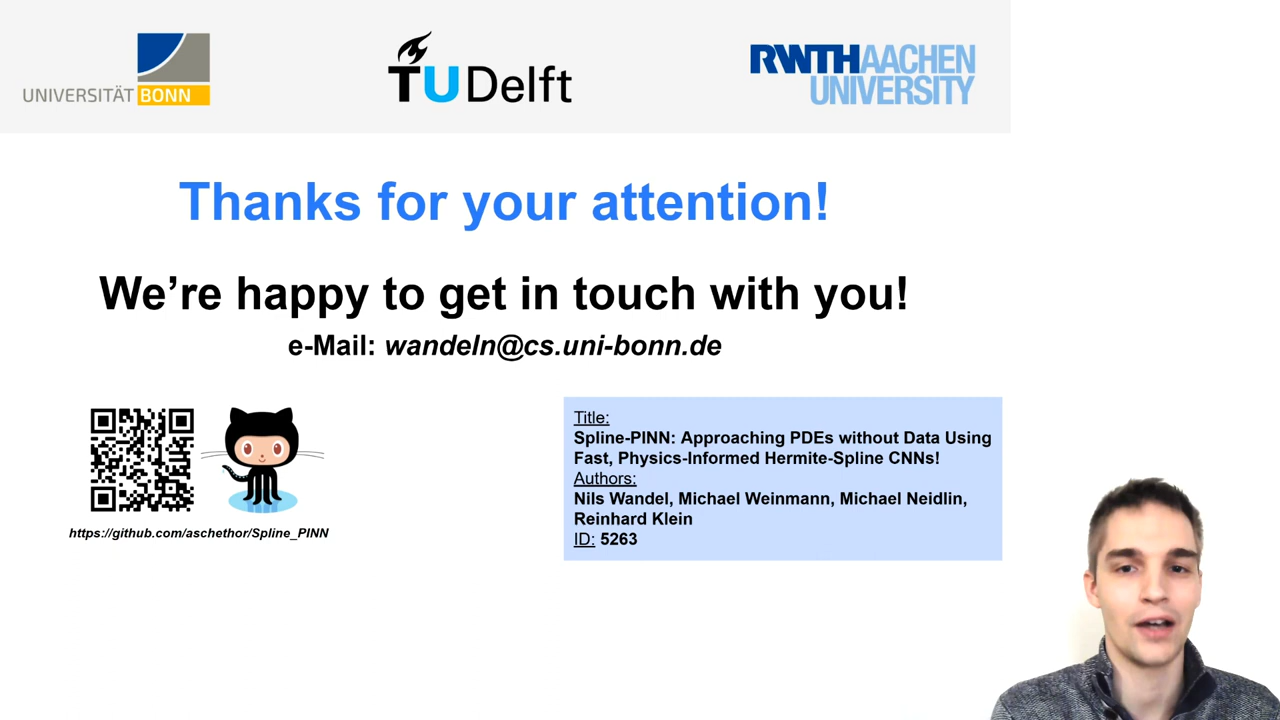 UNIVERSITÄT BONN
TU Delft
RWTH AACHEN
UNIVERSITY
Thanks for your attention!
We’re happy to get in touch with you!
e-Mail: wandeln@cs.uni-bonn.de
https://github.com/aschethor/Spline_PINN
Title:
Spline-PINN: Approaching PDEs without Data Using
Fast, Physics-Informed Hermite-Spline CNNs!
Authors:
Nils Wandel, Michael Weinmann, Michael Neidlin,
Reinhard Klein
ID: 5263